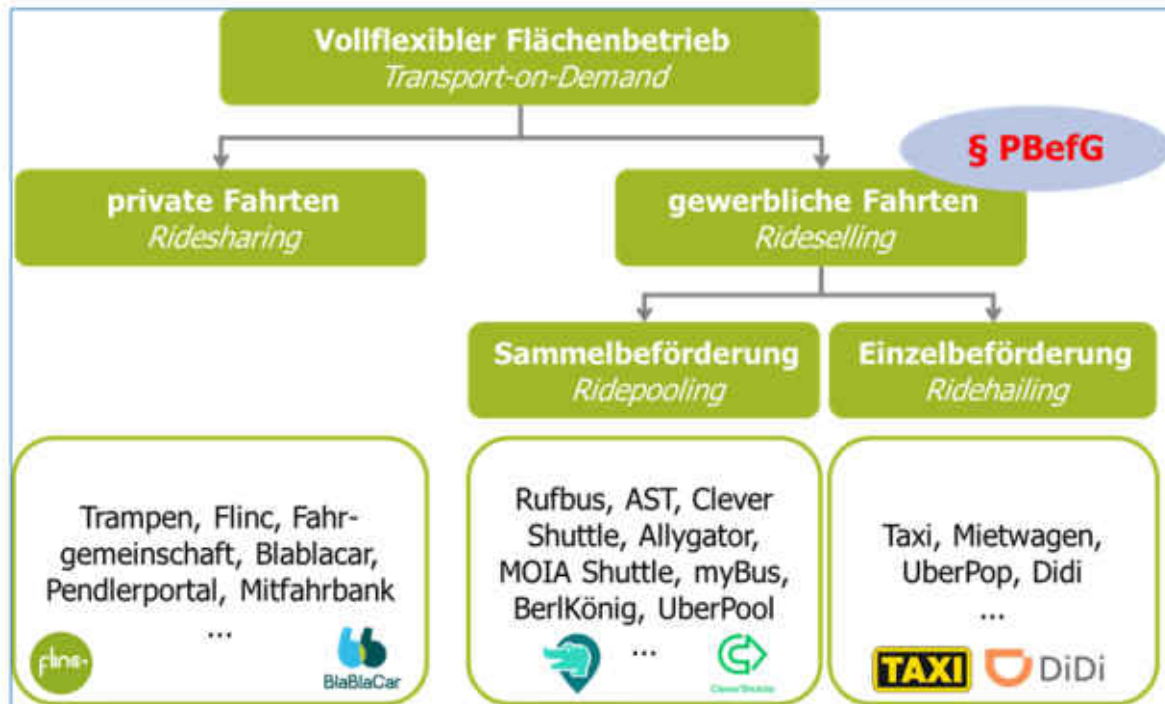 Vollflexibler Flächenbetrieb
Transport-on-Demand
§ PBefG
private Fahrten
Ridesharing
gewerbliche Fahrten
Rideselling
Sammelbeförderung
Ridepooling
Einzelbeförderung
Ridehailing
Trampen, Flinc, Fahr-
gemeinschaft, Blablacar,
Pendlerportal, Mitfahrbank
...
flinc
BlaBlaCar
Rufbus, AST, Clever
Shuttle, Allygator,
MOIA Shuttle, myBus,
BerlKönig, UberPool
...
CleverShuttle
Taxi, Mietwagen,
UberPop, Didi
...
TAXI
DiDi